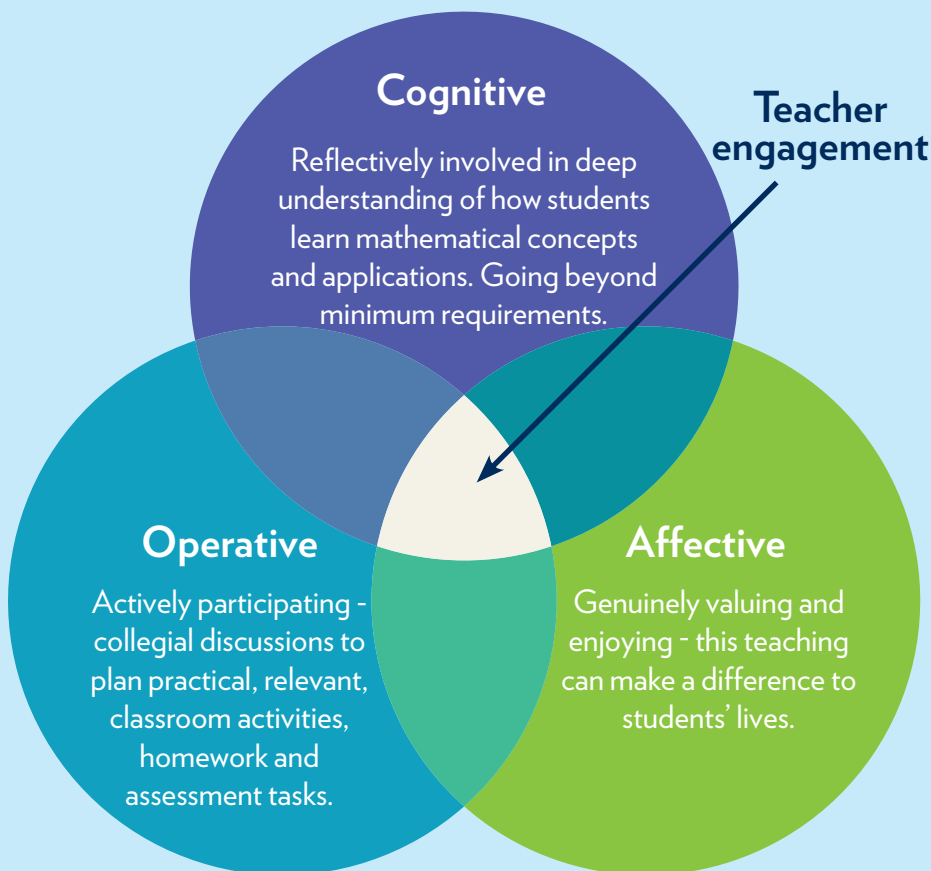 Cognitive
Reflectively involved in deep
understanding of how students
learn mathematical concepts
and applications. Going beyond
minimum requirements.
Teacher
engagement
Operative
Actively participating -
collegial discussions to
plan practical, relevant,
classroom activities,
homework and
assessment tasks.
Affective
Genuinely valuing and
enjoying - this teaching
can make a difference to
students’ lives.